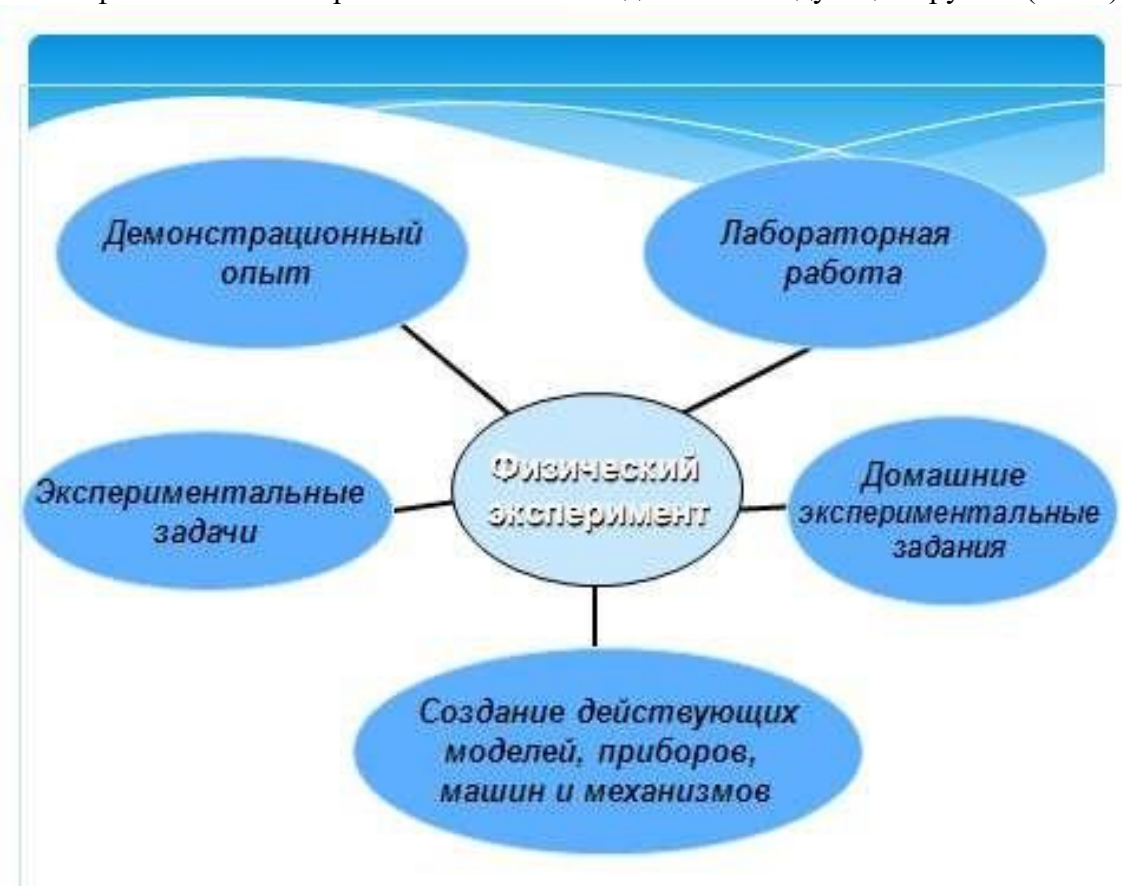 Демонстрационный
опыт
Лабораторная
работа
Физический
эксперимент
Экспериментальные
задачи
Домашние
экспериментальные
задания
Создание действующих
моделей, приборов,
машин и механизмов